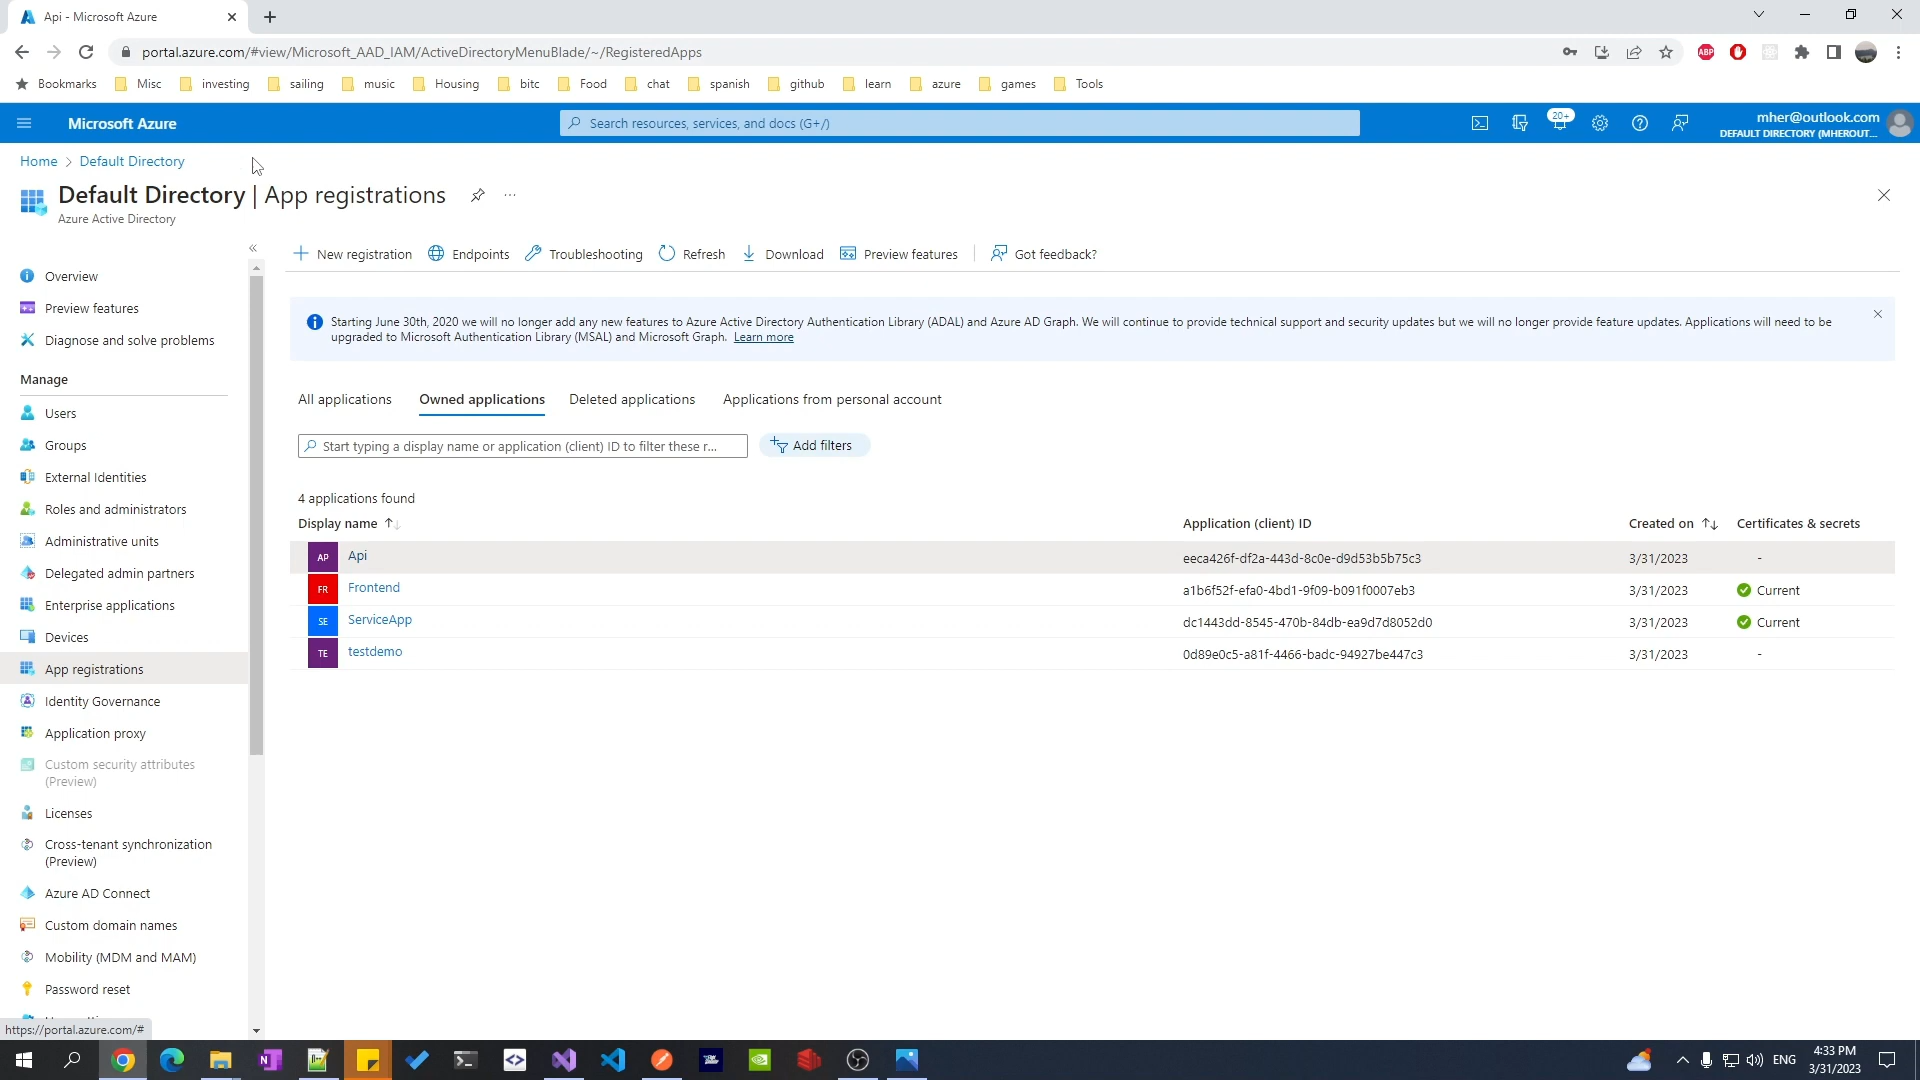 Api - Microsoft Azure
portal.azure.com/#view/Microsoft_AAD_IAM/ActiveDirectoryMenuBlade/~/RegisteredApps
ABP
Bookmarks Misc investing sailing music Housing bitc Food chat spanish github learn azure games Tools
Microsoft Azure
Search resources, services, and docs (G+/)
20+
mher@outlook.com
DEFAULT DIRECTORY (MHEROUT...
Home > Default Directory
Default Directory | App registrations
Azure Active Directory
New registration Endpoints Troubleshooting Refresh Download Preview features Got feedback?
Overview
Preview features
Diagnose and solve problems
Manage
Users
Groups
External Identities
Roles and administrators
Administrative units
Delegated admin partners
Enterprise applications
Devices
App registrations
Identity Governance
Application proxy
Custom security attributes
(Preview)
Licenses
Cross-tenant synchronization
(Preview)
Azure AD Connect
Custom domain names
Mobility (MDM and MAM)
Password reset
https://portal.azure.com/#
Starting June 30th, 2020 we will no longer add any new features to Azure Active Directory Authentication Library (ADAL) and Azure AD Graph. We will continue to provide technical support and security updates but we will no longer provide feature updates. Applications will need to be
upgraded to Microsoft Authentication Library (MSAL) and Microsoft Graph. Learn more
All applications Owned applications Deleted applications Applications from personal account
Start typing a display name or application (client) ID to filter these r...
Add filters
4 applications found
Display name Application (client) ID Created on Certificates & secrets
AP Api eeca426f-df2a-443d-8c0e-d9d53b5b75c3 3/31/2023 -
FR Frontend a1b6f52f-efa0-4bd1-9f09-b091f0007eb3 3/31/2023 Current
SE ServiceApp dc1443dd-8545-470b-84db-ea9d7d8052d0 3/31/2023 Current
TE testdemo 0d89e0c5-a81f-4466-badc-94927be447c3 3/31/2023 -
ENG
4:33 PM
3/31/2023